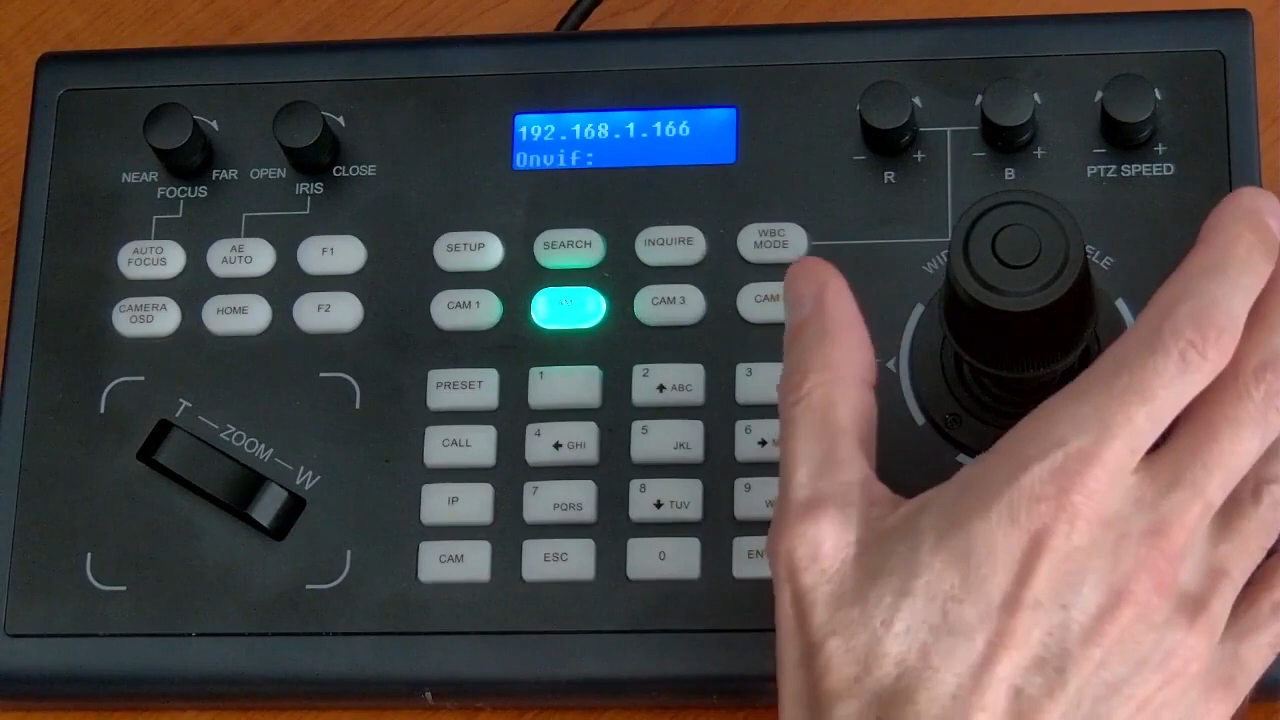 192.168.1.166
Onvif:
NEAR FAR OPEN CLOSE
FOCUS IRIS
- + - + - +
R B PTZ SPEED
AUTO FOCUS
AE AUTO
F1
SETUP
SEARCH
INQUIRE
WBC MODE
CAMERA OSD
HOME
F2
CAM 1
CAM 3
T — ZOOM — W
PRESET
1
2 ABC
3
CALL
4 GHI
5 JKL
6
IP
7 PQRS
8 TUV
9
CAM
ESC
0